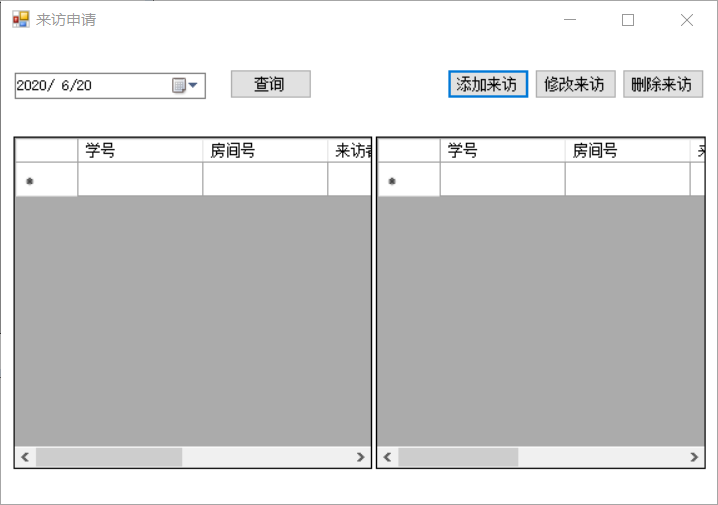 来访申请
2020/ 6/20
查询
添加来访
修改来访
删除来访
学号
房间号
来访
学号
房间号